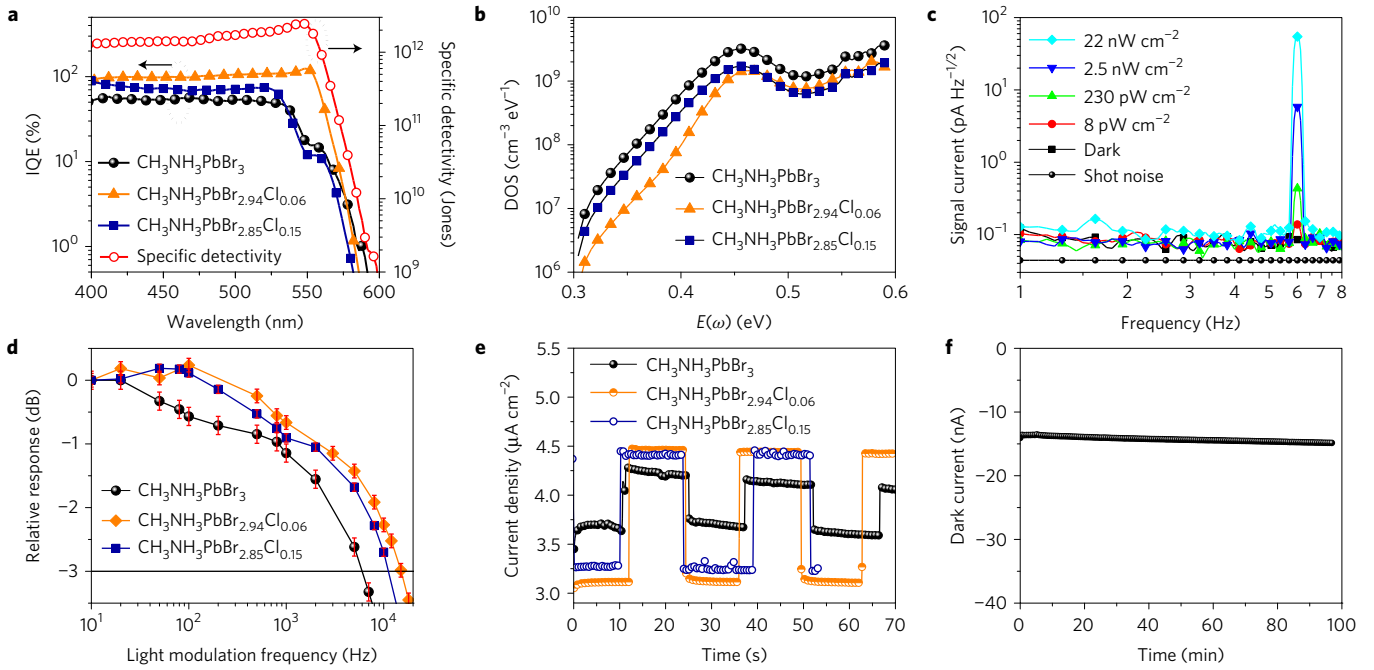 a
IQE (%)
10²
10¹
10⁰
10¹²
10¹¹
10¹⁰
10⁹
Specific detectivity (Jones)
CH₃NH₃PbBr₃
CH₃NH₃PbBr₂.₉₄Cl₀.₀₆
CH₃NH₃PbBr₂.₈₅Cl₀.₁₅
Specific detectivity
400 450 500 550 600
Wavelength (nm)
b
DOS (cm⁻³ eV⁻¹)
10¹⁰
10⁹
10⁸
10⁷
10⁶
CH₃NH₃PbBr₃
CH₃NH₃PbBr₂.₉₄Cl₀.₀₆
CH₃NH₃PbBr₂.₈₅Cl₀.₁₅
0.3 0.4 0.5 0.6
E(ω) (eV)
c
Signal current (pA Hz⁻¹ᐟ²)
10²
10¹
10⁰
10⁻¹
22 nW cm⁻²
2.5 nW cm⁻²
230 pW cm⁻²
8 pW cm⁻²
Dark
Shot noise
1 2 3 4 5 6 7 8
Frequency (Hz)
d
Relative response (dB)
0
−1
−2
−3
CH₃NH₃PbBr₃
CH₃NH₃PbBr₂.₉₄Cl₀.₀₆
CH₃NH₃PbBr₂.₈₅Cl₀.₁₅
10¹ 10² 10³ 10⁴
Light modulation frequency (Hz)
e
Current density (µA cm⁻²)
5.5
5.0
4.5
4.0
3.5
3.0
CH₃NH₃PbBr₃
CH₃NH₃PbBr₂.₉₄Cl₀.₀₆
CH₃NH₃PbBr₂.₈₅Cl₀.₁₅
0 10 20 30 40 50 60 70
Time (s)
f
Dark current (nA)
0
−10
−20
−30
−40
0 20 40 60 80 100
Time (min)